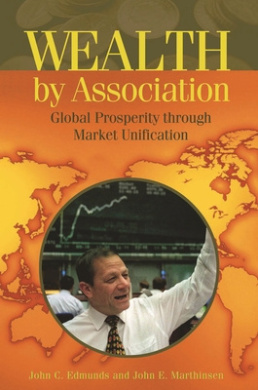 WEALTH
by Association
Global Prosperity through
Market Unification
John C. Edmunds and John E. Marthinsen